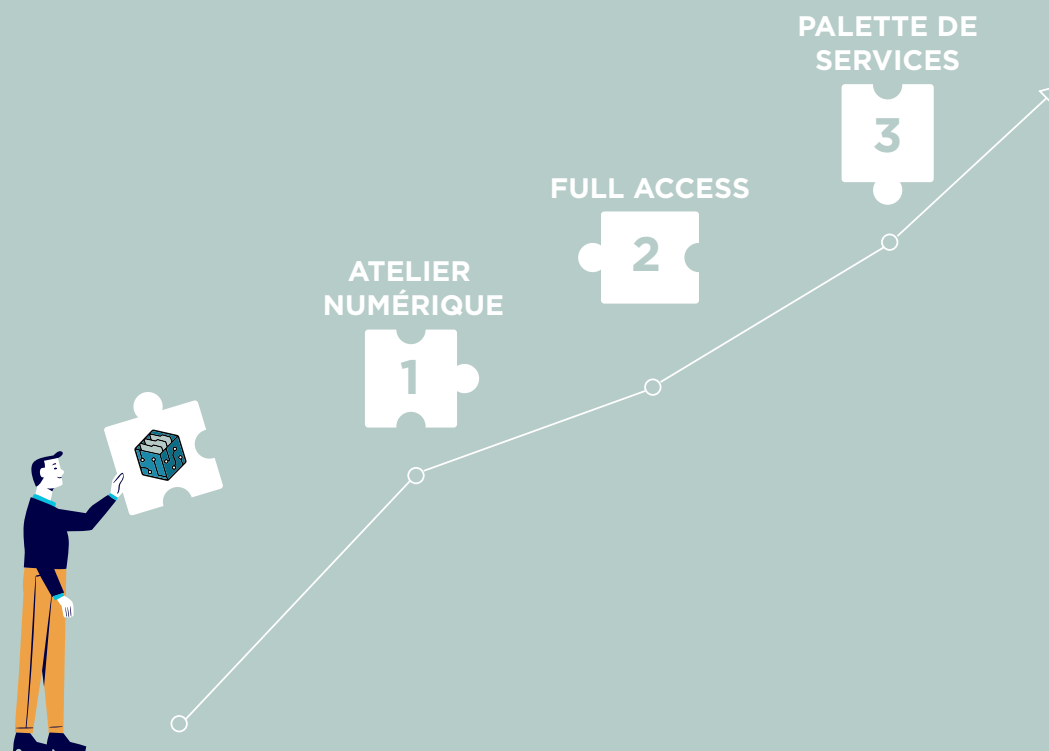 PALETTE DE
SERVICES
3
FULL ACCESS
2
ATELIER
NUMÉRIQUE
1